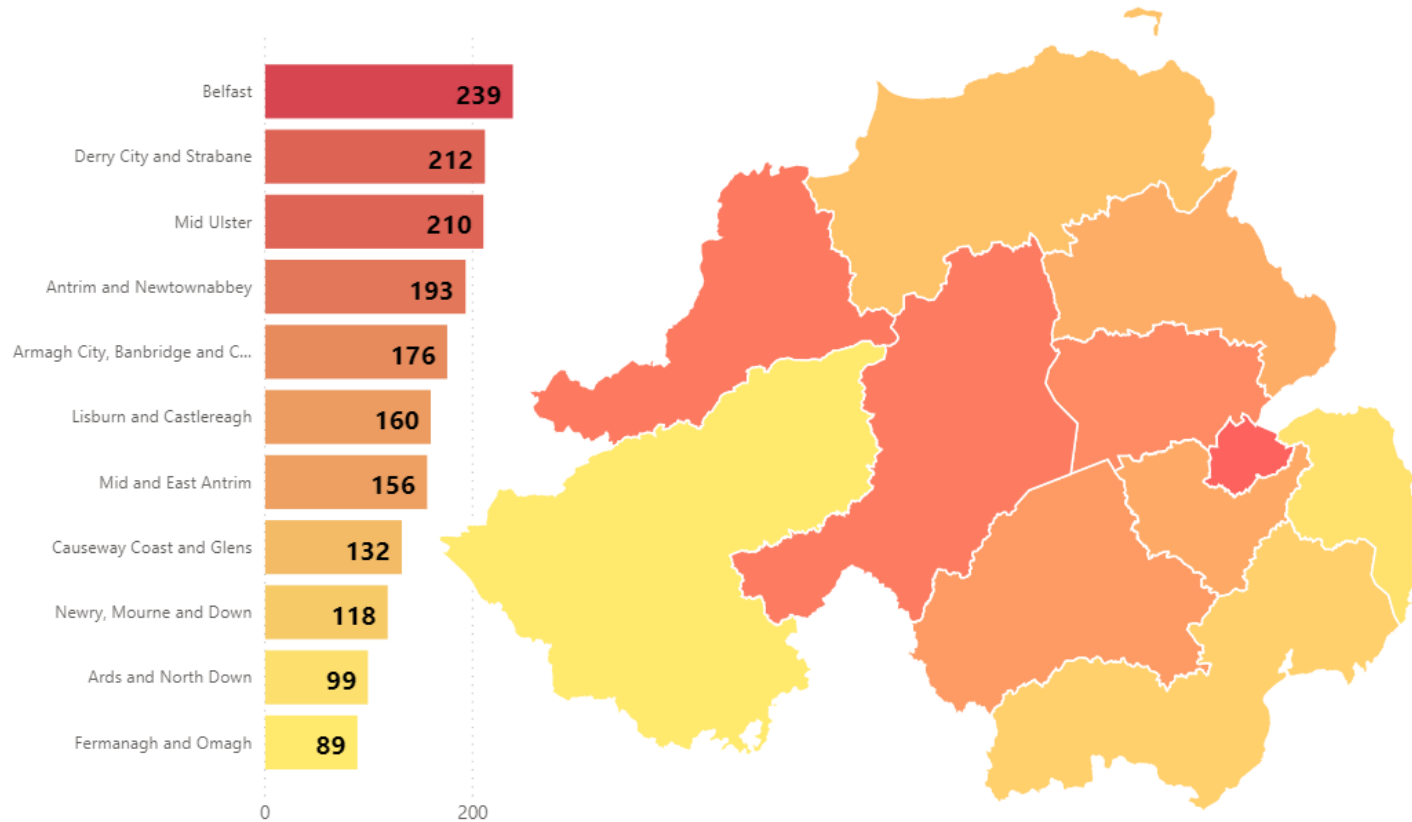 Belfast 239
Derry City and Strabane 212
Mid Ulster 210
Antrim and Newtownabbey 193
Armagh City, Banbridge and C... 176
Lisburn and Castlereagh 160
Mid and East Antrim 156
Causeway Coast and Glens 132
Newry, Mourne and Down 118
Ards and North Down 99
Fermanagh and Omagh 89
0 200